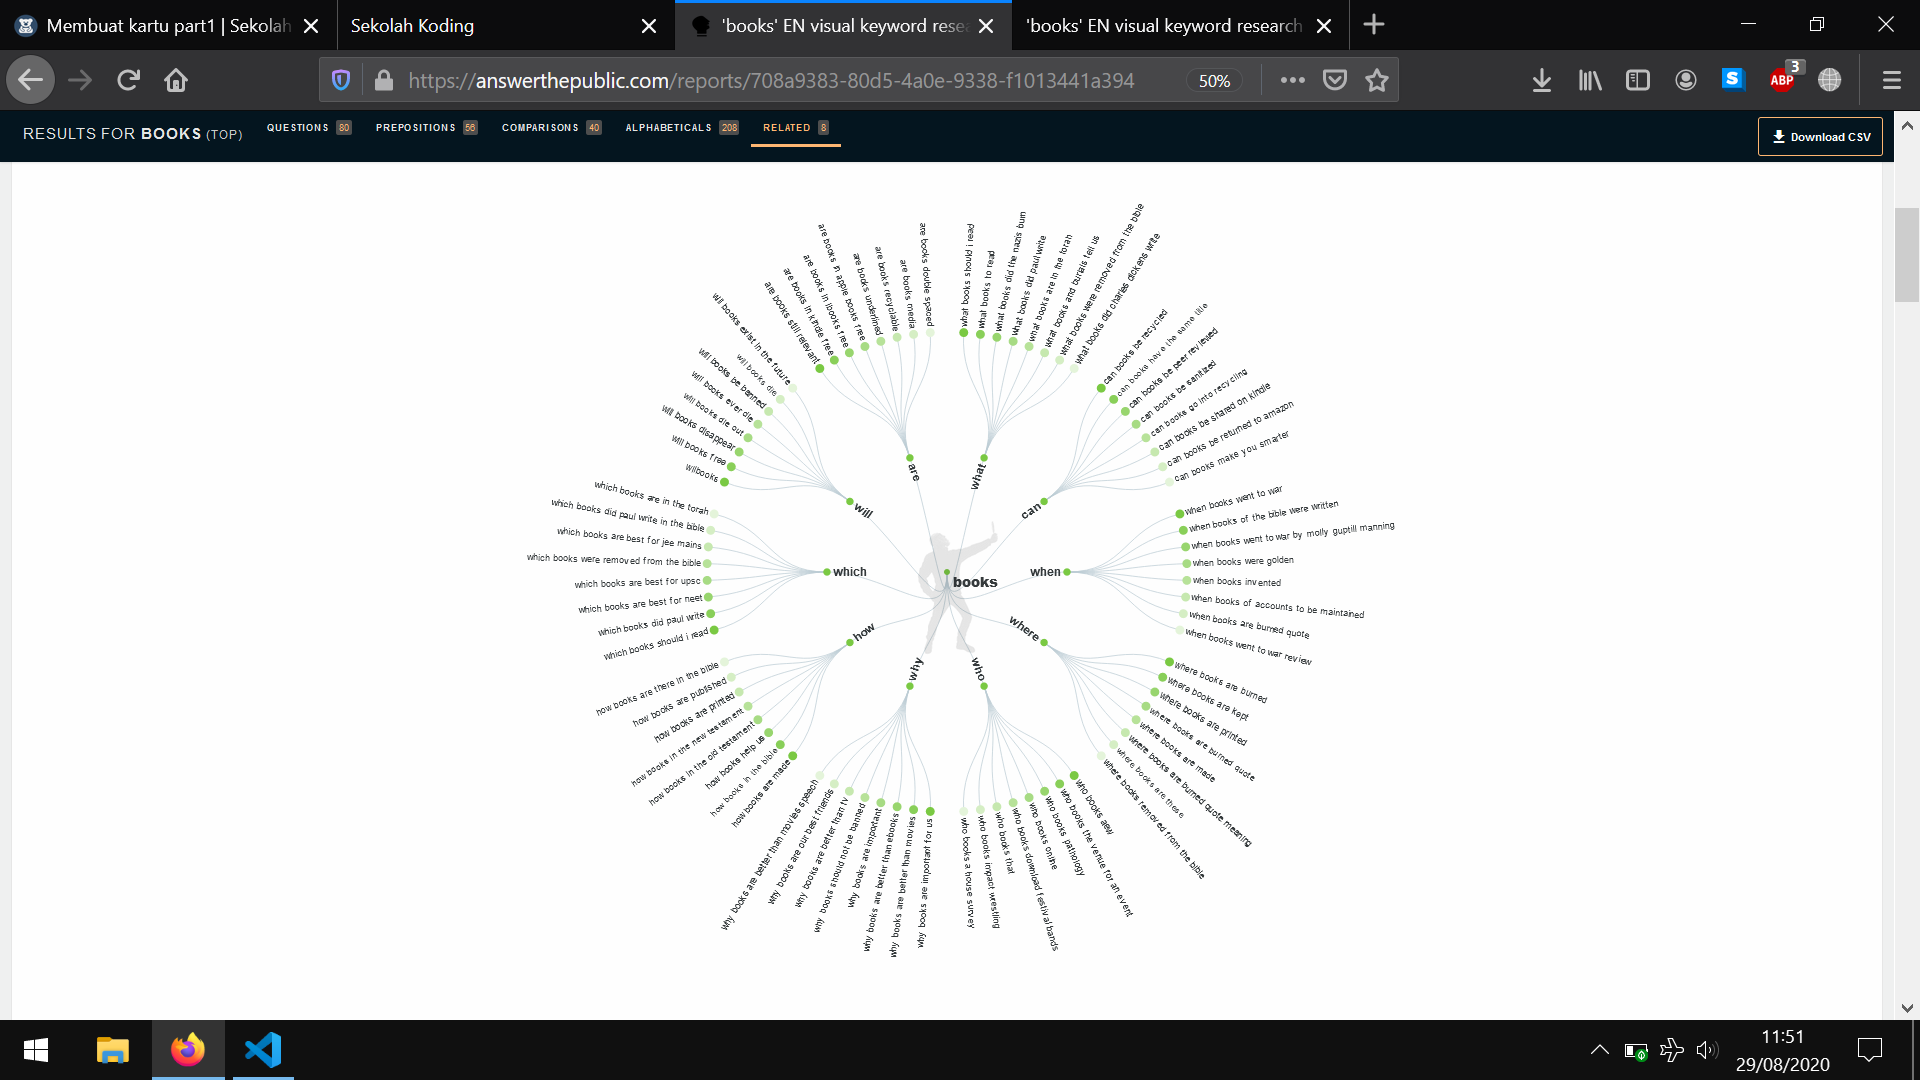 Membuat kartu part1 | Sekolah
Sekolah Koding
'books' EN visual keyword resea
'books' EN visual keyword research
https://answerthepublic.com/reports/708a9383-80d5-4a0e-9338-f1013441a394
50%
S
ABP
3
RESULTS FOR BOOKS (TOP)
QUESTIONS 80
PREPOSITIONS 56
COMPARISONS 40
ALPHABETICALS 208
RELATED 8
Download CSV
books
are
are books still relevant
are books in kindle free
are books in ibooks free
are books in apple books free
are books underlined
are books recyclable
are books media
are books double spaced
what
what books should i read
what books to read
what books did the nazis burn
what books did paul write
what books are in the torah
what books and burials tell us
what books were removed from the bible
what books did charles dickens write
can
can books be recycled
can books have the same title
can books be peer reviewed
can books be sanitized
can books go into recycling
can books be shared on kindle
can books be returned to amazon
can books make you smarter
when
when books went to war
when books of the bible were written
when books went to war by molly guptill manning
when books were golden
when books invented
when books of accounts to be maintained
when books are burned quote
when books went to war review
where
where books are burned
where books are kept
where books are printed
where books are burned quote
where books are made
where books are burned quote meaning
where books are these
where books removed from the bible
who
who books aew
who books the venue for an event
who books pathology
who books online
who books download festival bands
who books that
who books impact wrestling
who books a house survey
why
why books are important for us
why books are better than movies
why books are better than ebooks
why books are important
why books should not be banned
why books are better than tv
why books are our best friends
why books are better than movies speech
how
how books are made
how books in the bible
how books help us
how books in the old testament
how books in the new testament
how books are printed
how books are published
how books are there in the bible
which
which books should i read
which books did paul write
which books are best for neet
which books are best for upsc
which books were removed from the bible
which books are best for jee mains
which books did paul write in the bible
which books are in the torah
will
willbooks
will books free
will books disappear
will books die out
will books ever die
will books be banned
will books die
will books exist in the future
11:51
29/08/2020